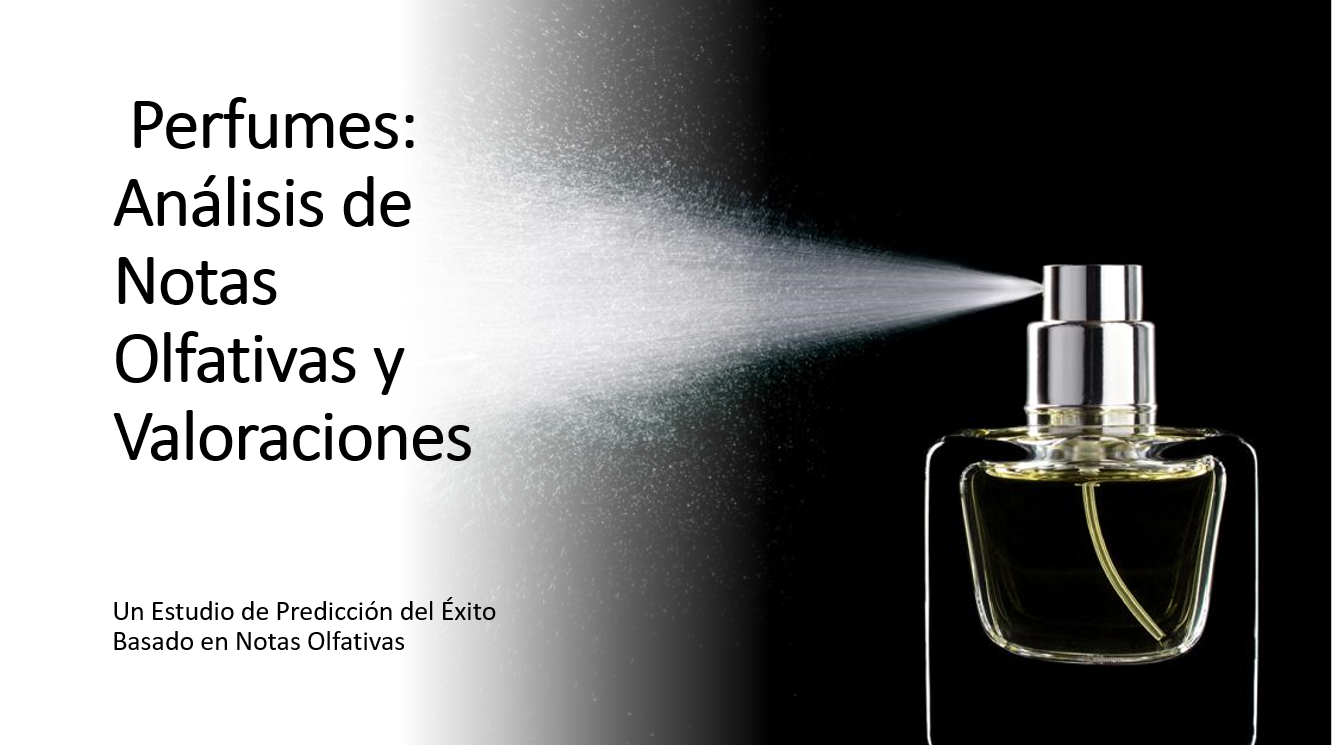 Perfumes:
Análisis de
Notas
Olfativas y
Valoraciones
Un Estudio de Predicción del Éxito
Basado en Notas Olfativas